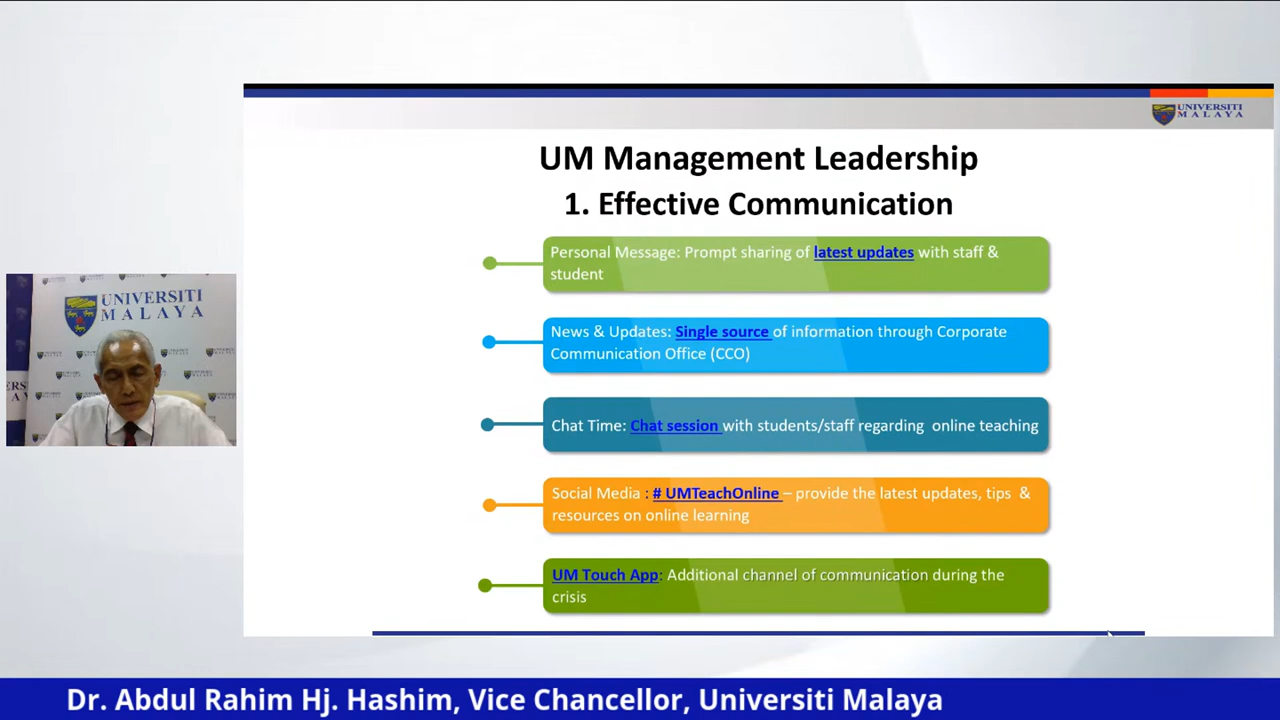 UNIVERSITI
MALAYA
UM Management Leadership
1. Effective Communication
Personal Message: Prompt sharing of latest updates with staff &
student
News & Updates: Single source of information through Corporate
Communication Office (CCO)
Chat Time: Chat session with students/staff regarding online teaching
Social Media : # UMTeachOnline – provide the latest updates, tips &
resources on online learning
UM Touch App: Additional channel of communication during the
crisis
UNIVERSITI
MALAYA
Dr. Abdul Rahim Hj. Hashim, Vice Chancellor, Universiti Malaya